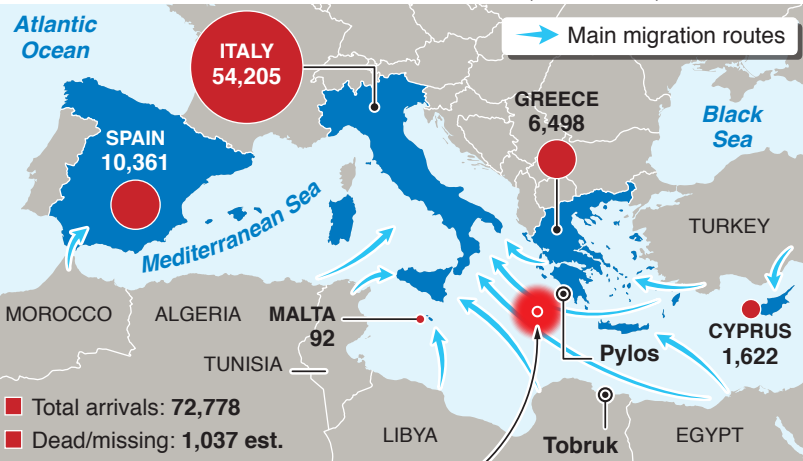 Atlantic
Ocean
ITALY
54,205
Main migration routes
GREECE
6,498
Black
Sea
SPAIN
10,361
Mediterranean Sea
TURKEY
MOROCCO
ALGERIA
MALTA
92
CYPRUS
1,622
Pylos
TUNISIA
Total arrivals: 72,778
Dead/missing: 1,037 est.
LIBYA
Tobruk
EGYPT